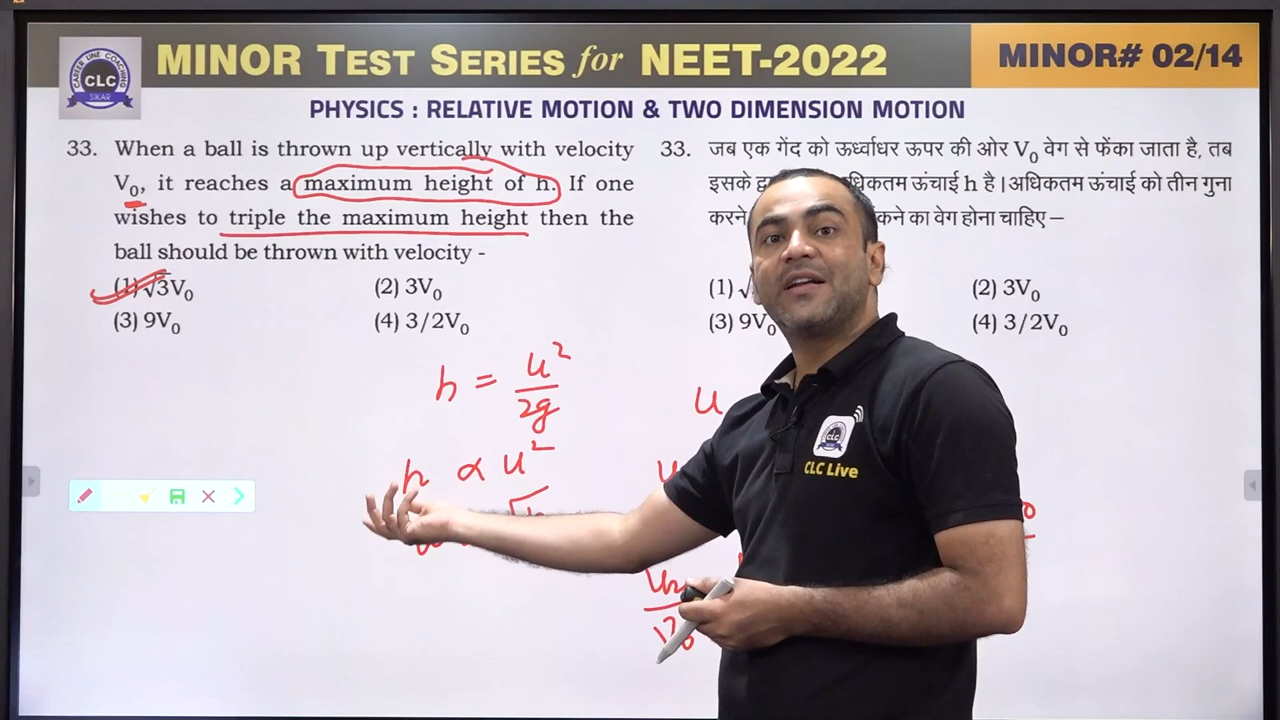 MINOR TEST SERIES for NEET-2022
MINOR# 02/14
CAREER LINE COACHING
CLC
SIKAR
PHYSICS : RELATIVE MOTION & TWO DIMENSION MOTION
33. When a ball is thrown up vertically with velocity
V₀, it reaches a maximum height of h. If one
wishes to triple the maximum height then the
ball should be thrown with velocity -
(1) √3V₀ (2) 3V₀
(3) 9V₀ (4) 3/2V₀
33. जब एक गेंद को ऊर्ध्वाधर ऊपर की ओर V₀ वेग से फेंका जाता है, तब
इसके अधिकतम ऊंचाई h है। अधिकतम ऊंचाई को तीन गुना
करने का वेग होना चाहिए –
(1) (2) 3V₀
(3) 9V₀ (4) 3/2V₀
h = u²/2g
h ∝ u²
u
CLC
CLC Live